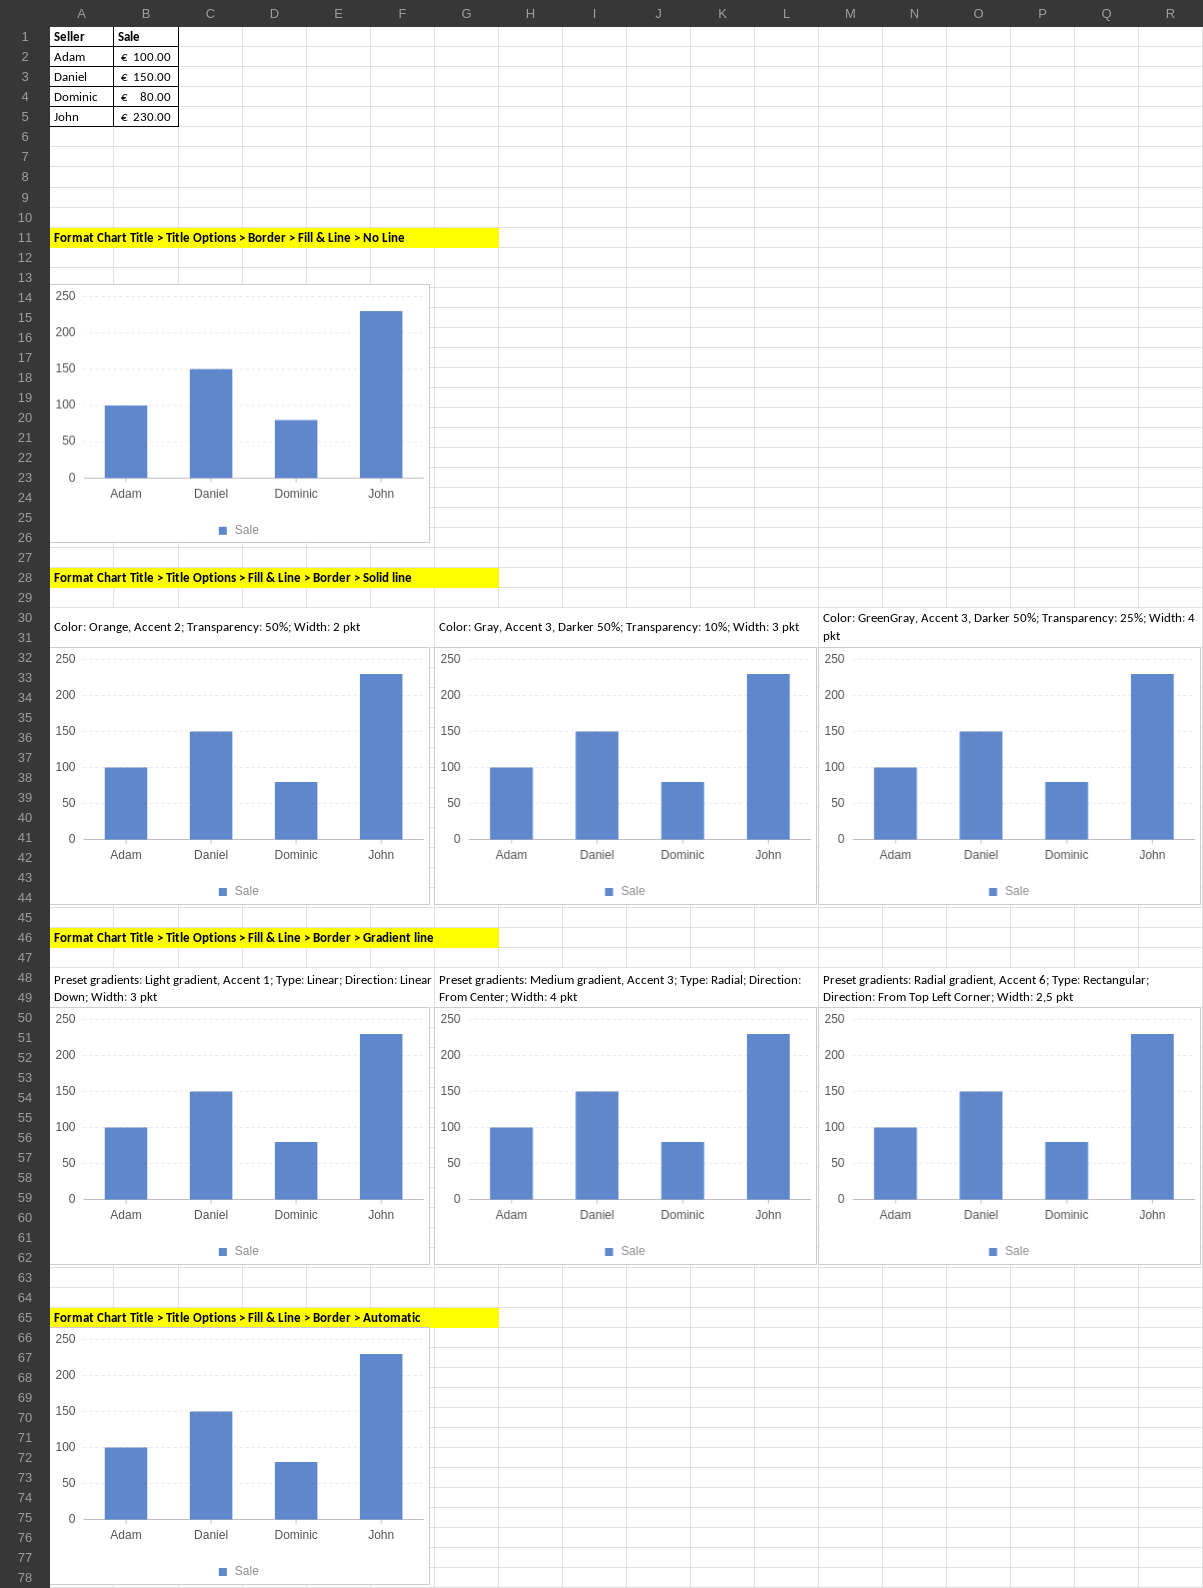 A B C D E F G H I J K L M N O P Q R
1 Seller Sale
2 Adam € 100.00
3 Daniel € 150.00
4 Dominic € 80.00
5 John € 230.00
6
7
8
9
10
11 Format Chart Title > Title Options > Border > Fill & Line > No Line
12
13
14
15
16
17
18
19
20
21
22
23
24
25
26
250
200
150
100
50
0
Adam Daniel Dominic John
Sale
27
28 Format Chart Title > Title Options > Fill & Line > Border > Solid line
29
30
31
Color: Orange, Accent 2; Transparency: 50%; Width: 2 pkt
Color: Gray, Accent 3, Darker 50%; Transparency: 10%; Width: 3 pkt
Color: GreenGray, Accent 3, Darker 50%; Transparency: 25%; Width: 4
pkt
32
33
34
35
36
37
38
39
40
41
42
43
44
250 250 250
200 200 200
150 150 150
100 100 100
50 50 50
0 0 0
Adam Daniel Dominic John Adam Daniel Dominic John Adam Daniel Dominic John
Sale Sale Sale
45
46 Format Chart Title > Title Options > Fill & Line > Border > Gradient line
47
48
49
Preset gradients: Light gradient, Accent 1; Type: Linear; Direction: Linear
Down; Width: 3 pkt
Preset gradients: Medium gradient, Accent 3; Type: Radial; Direction:
From Center; Width: 4 pkt
Preset gradients: Radial gradient, Accent 6; Type: Rectangular;
Direction: From Top Left Corner; Width: 2,5 pkt
50
51
52
53
54
55
56
57
58
59
60
61
62
250 250 250
200 200 200
150 150 150
100 100 100
50 50 50
0 0 0
Adam Daniel Dominic John Adam Daniel Dominic John Adam Daniel Dominic John
Sale Sale Sale
63
64
65 Format Chart Title > Title Options > Fill & Line > Border > Automatic
66
67
68
69
70
71
72
73
74
75
76
77
78
250
200
150
100
50
0
Adam Daniel Dominic John
Sale